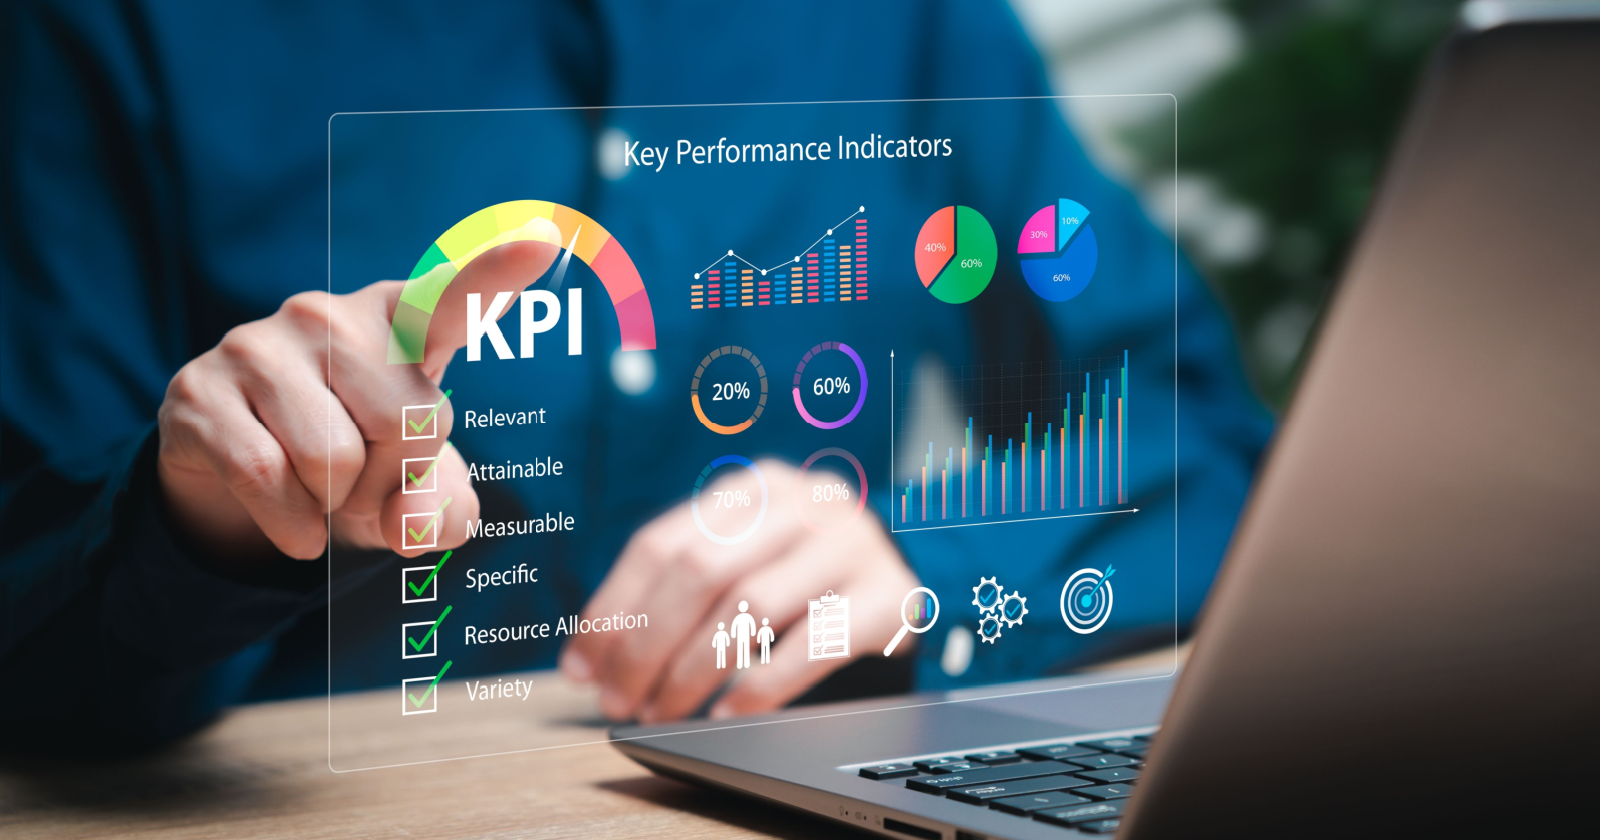 Key Performance Indicators
KPI
Relevant
Attainable
Measurable
Specific
Resource Allocation
Variety
40%
60%
30%
10%
60%
20%
60%
70%
80%